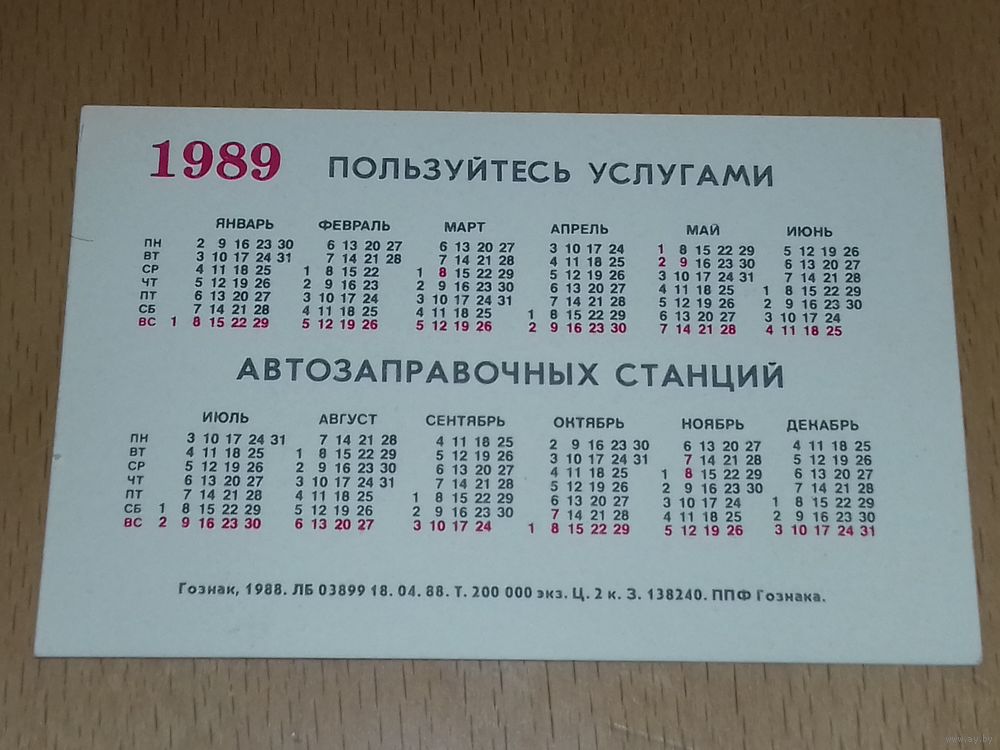 1989 ПОЛЬЗУЙТЕСЬ УСЛУГАМИ
ЯНВАРЬ ФЕВРАЛЬ МАРТ АПРЕЛЬ МАЙ ИЮНЬ
ПН 2 9 16 23 30 6 13 20 27 6 13 20 27 3 10 17 24 1 8 15 22 29 5 12 19 26
ВТ 3 10 17 24 31 7 14 21 28 7 14 21 28 4 11 18 25 2 9 16 23 30 6 13 20 27
СР 4 11 18 25 1 8 15 22 1 8 15 22 29 5 12 19 26 3 10 17 24 31 7 14 21 28
ЧТ 5 12 19 26 2 9 16 23 2 9 16 23 30 6 13 20 27 4 11 18 25 1 8 15 22 29
ПТ 6 13 20 27 3 10 17 24 3 10 17 24 31 7 14 21 28 5 12 19 26 2 9 16 23 30
СБ 7 14 21 28 4 11 18 25 4 11 18 25 1 8 15 22 29 6 13 20 27 3 10 17 24
ВС 1 8 15 22 29 5 12 19 26 5 12 19 26 2 9 16 23 30 7 14 21 28 4 11 18 25
АВТОЗАПРАВОЧНЫХ СТАНЦИЙ
ИЮЛЬ АВГУСТ СЕНТЯБРЬ ОКТЯБРЬ НОЯБРЬ ДЕКАБРЬ
ПН 3 10 17 24 31 7 14 21 28 4 11 18 25 2 9 16 23 30 6 13 20 27 4 11 18 25
ВТ 4 11 18 25 1 8 15 22 29 5 12 19 26 3 10 17 24 31 7 14 21 28 5 12 19 26
СР 5 12 19 26 2 9 16 23 30 6 13 20 27 4 11 18 25 1 8 15 22 29 6 13 20 27
ЧТ 6 13 20 27 3 10 17 24 31 7 14 21 28 5 12 19 26 2 9 16 23 30 7 14 21 28
ПТ 7 14 21 28 4 11 18 25 1 8 15 22 29 6 13 20 27 3 10 17 24 1 8 15 22 29
СБ 1 8 15 22 29 5 12 19 26 2 9 16 23 30 7 14 21 28 4 11 18 25 2 9 16 23 30
ВС 2 9 16 23 30 6 13 20 27 3 10 17 24 1 8 15 22 29 5 12 19 26 3 10 17 24 31
Гознак, 1988. ЛБ 03899 18. 04. 88. Т. 200 000 экз. Ц. 2 к. З. 138240. ППФ Гознака.
www.ay.by